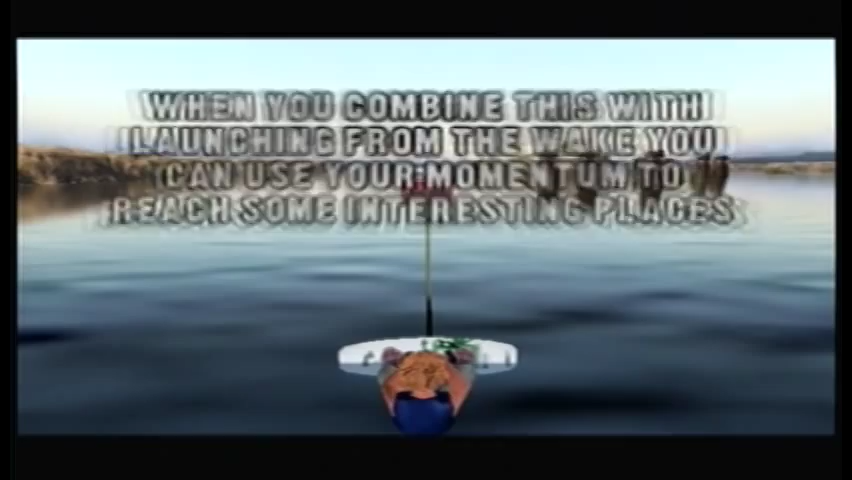 WHEN YOU COMBINE THIS WITH
LAUNCHING FROM THE WAKE YOU
CAN USE YOUR MOMENTUM TO
REACH SOME INTERESTING PLACES